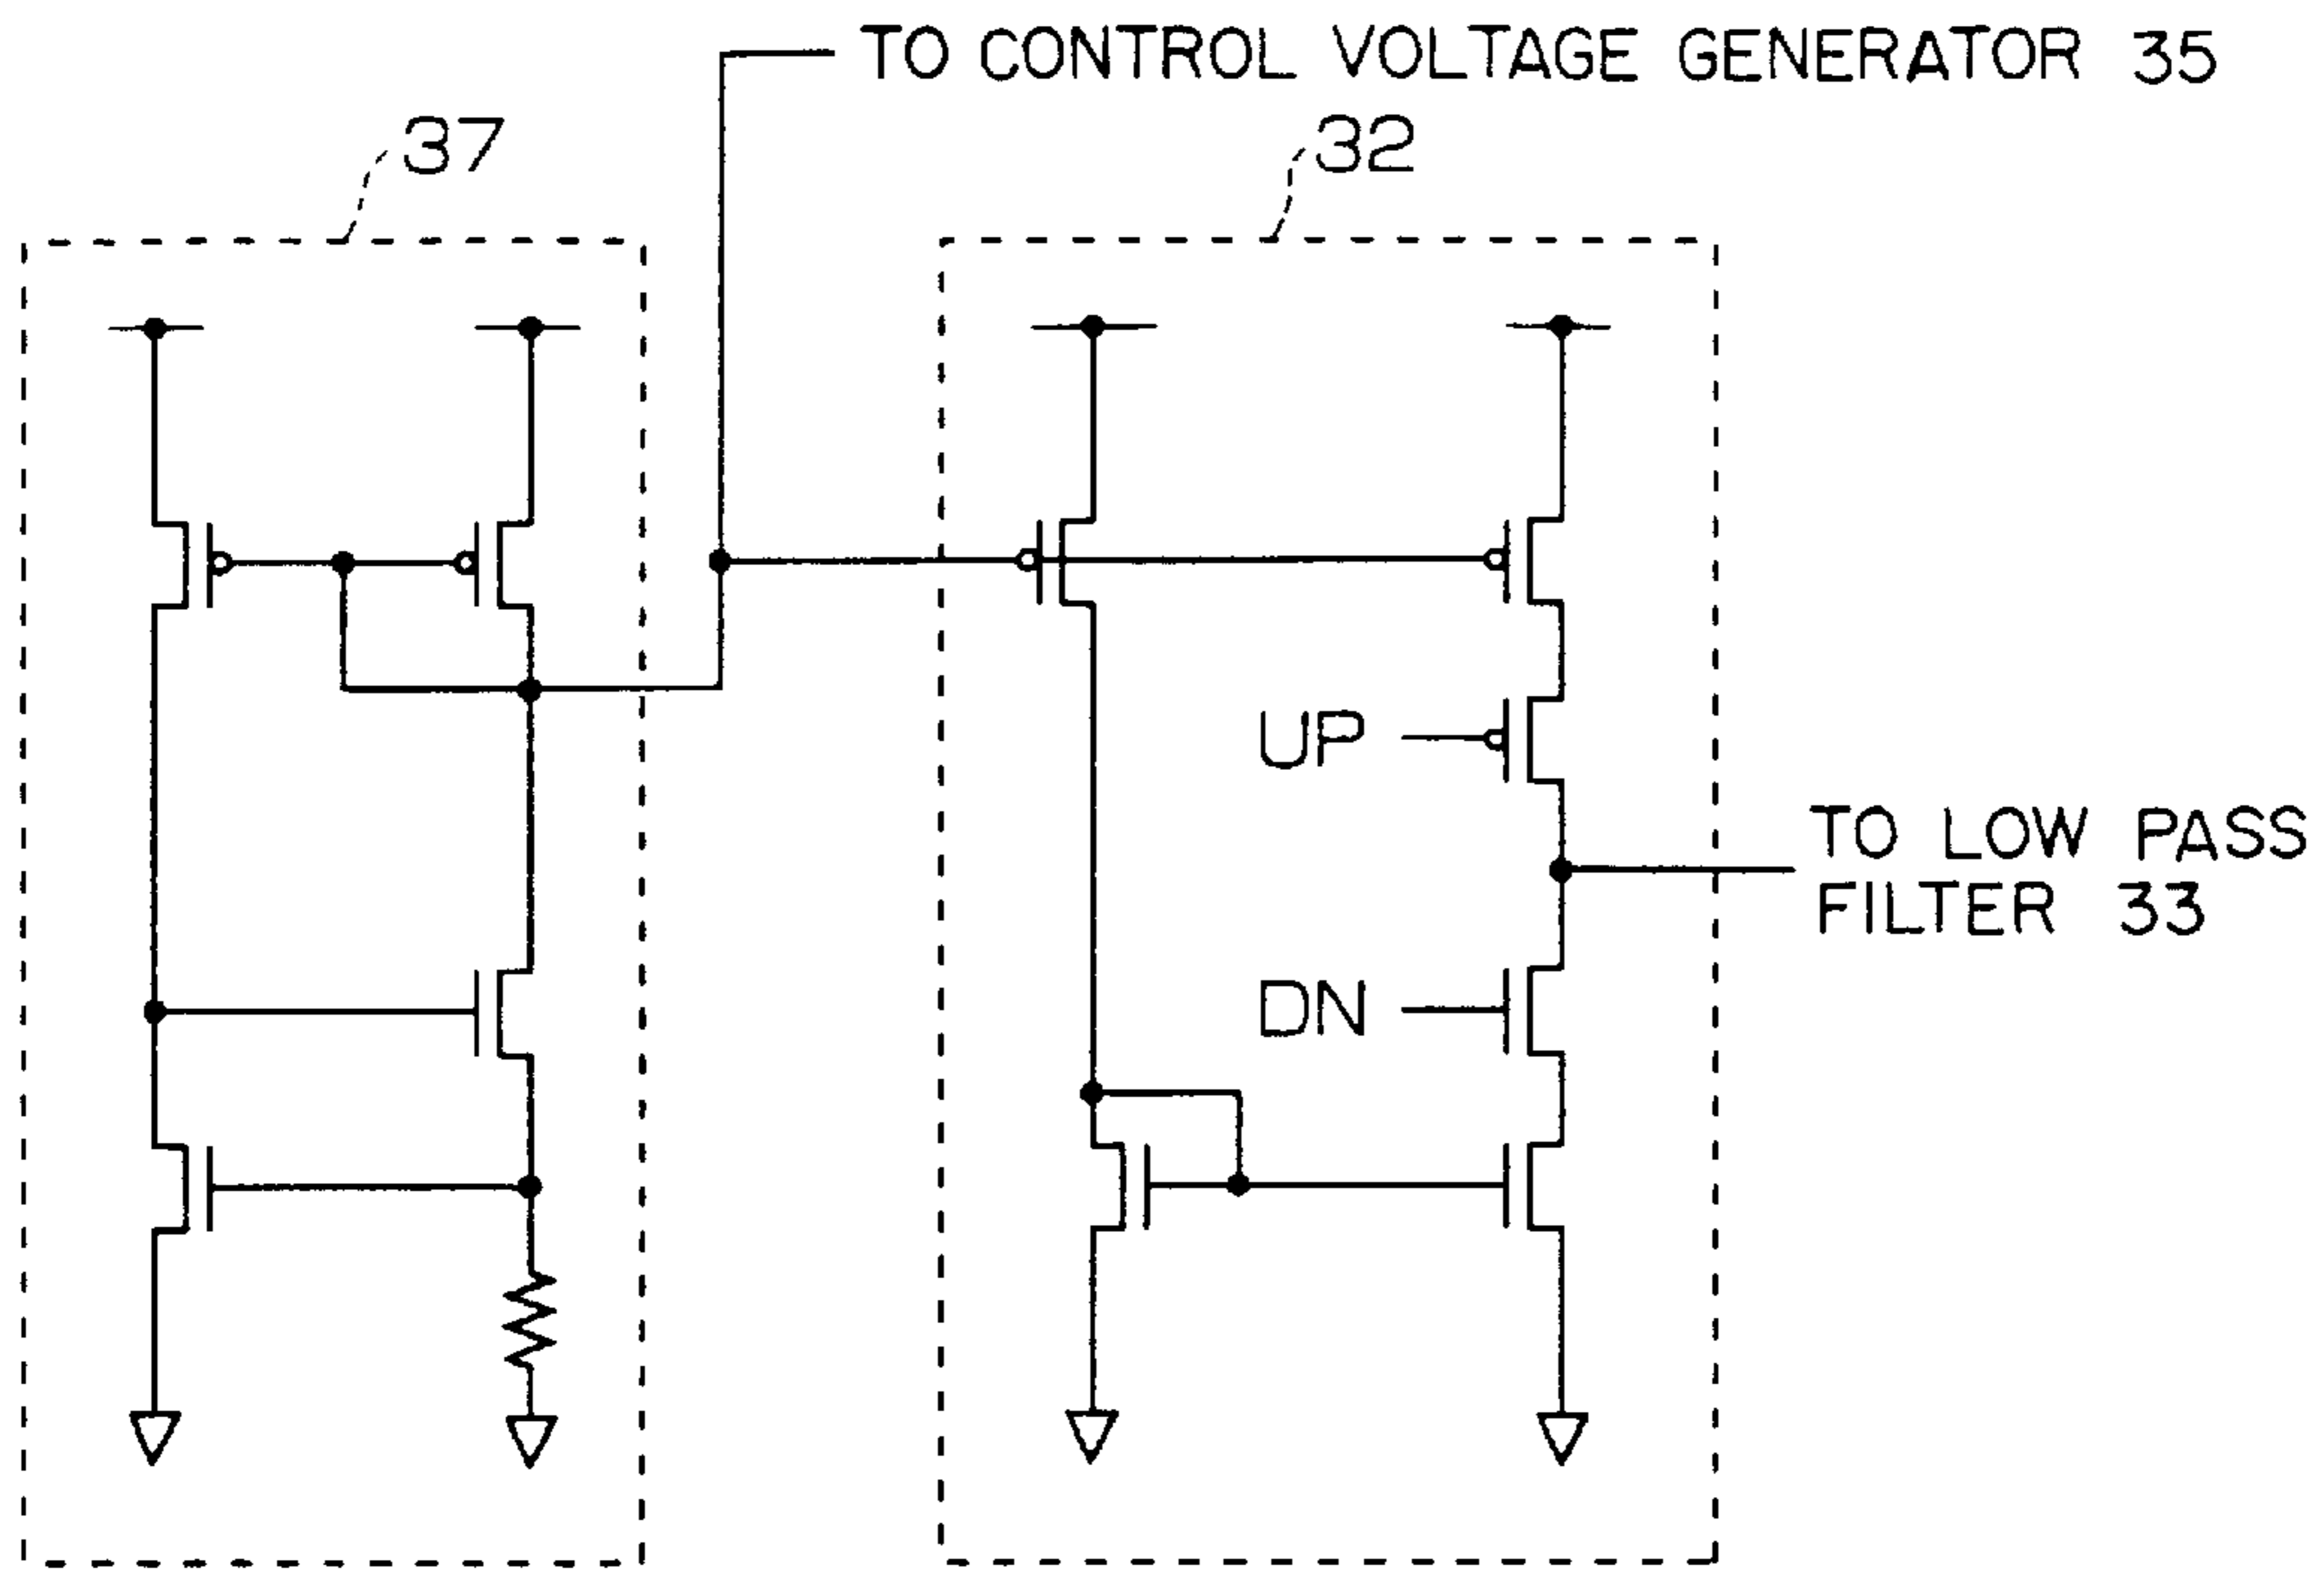 TO CONTROL VOLTAGE GENERATOR 35
37
32
UP
TO LOW PASS
FILTER 33
DN